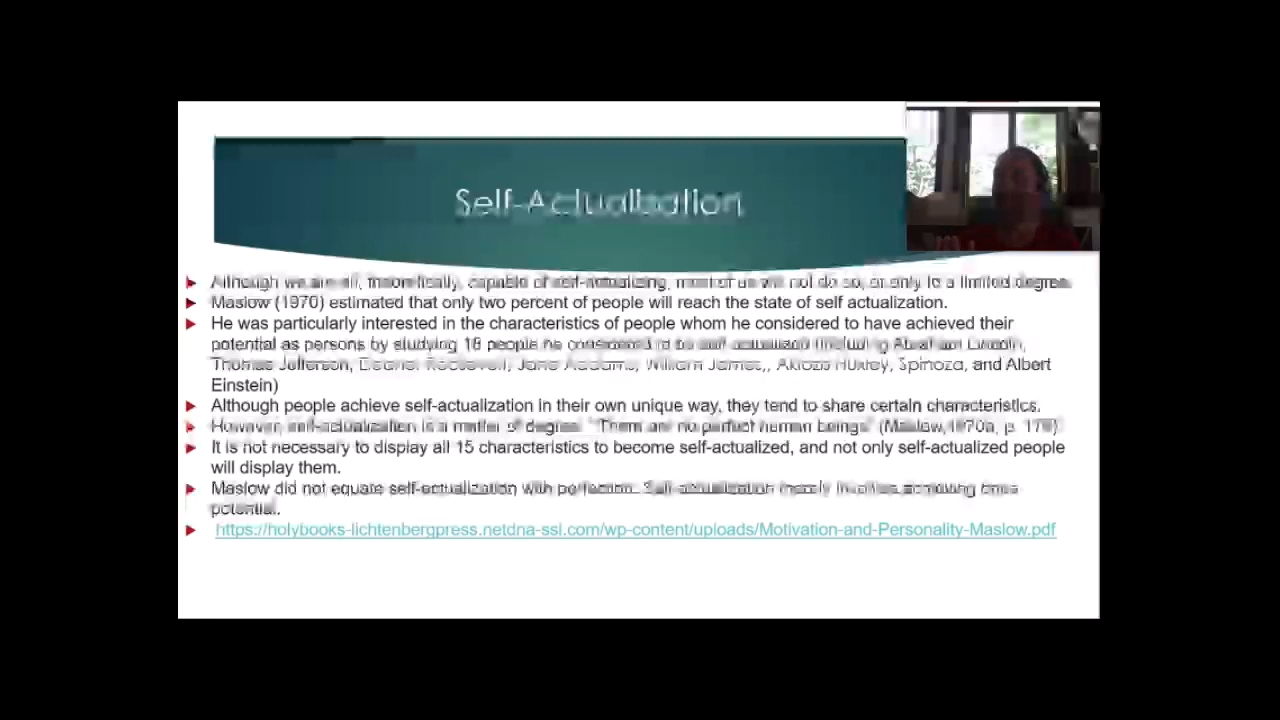 Self-Actualisation
Although we are all, theoretically, capable of self-actualizing, most of us will not do so, or only to a limited degree.
Maslow (1970) estimated that only two percent of people will reach the state of self actualization.
He was particularly interested in the characteristics of people whom he considered to have achieved their
potential as persons by studying 18 people he considered to be self-actualized (including Abraham Lincoln,
Thomas Jefferson, Eleanor Roosevelt, Jane Addams, William James, Aldous Huxley, Spinoza, and Albert
Einstein)
Although people achieve self-actualization in their own unique way, they tend to share certain characteristics.
However, self-actualization is a matter of degree, "There are no perfect human beings" (Maslow,1970a, p.
It is not necessary to display all 15 characteristics to become self-actualized, and not only self-actualized people
will display them.
Maslow did not equate self-actualization with perfection. Self-actualization merely involves achieving
potential.
https://holybooks-lichtenbergpress.netdna-ssl.com/wp-content/uploads/Motivation-and-Personality-Maslow.pdf